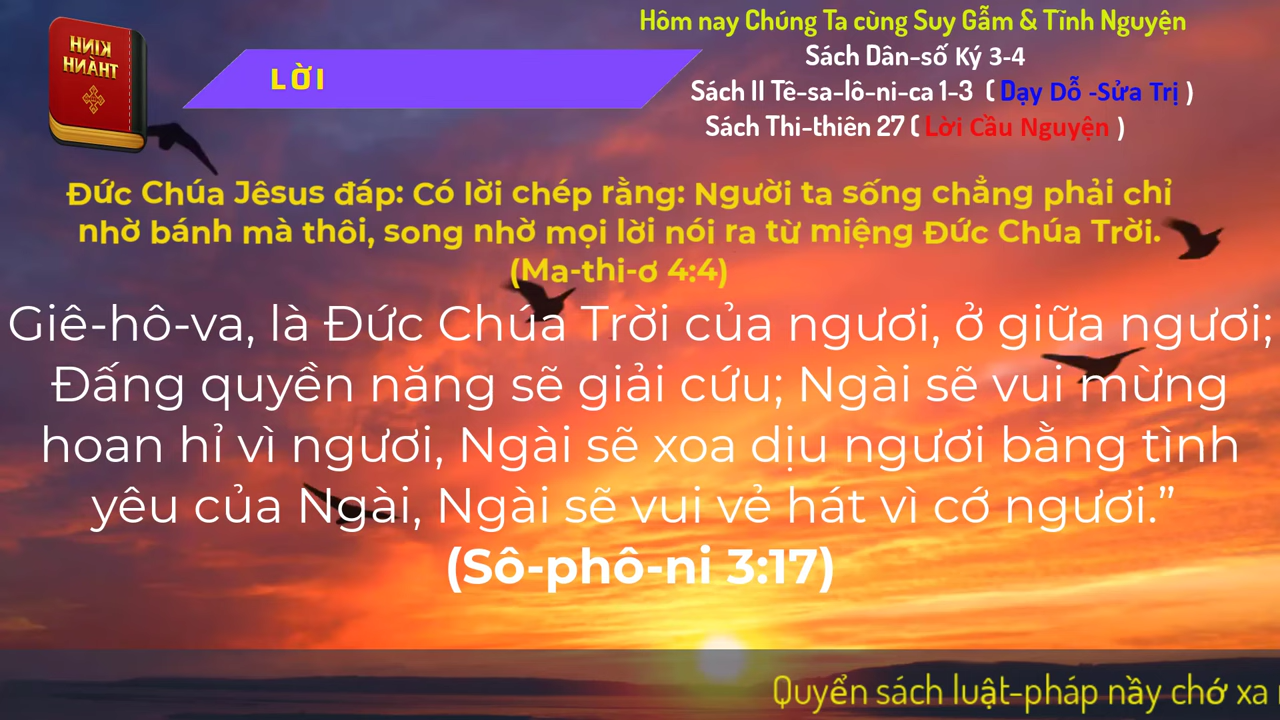 KINH
THÁNH
LỜI
Hôm nay Chúng Ta cùng Suy Gẫm & Tĩnh Nguyện
Sách Dân-số Ký 3-4
Sách II Tê-sa-lô-ni-ca 1-3 ( Dạy Dỗ -Sửa Trị )
Sách Thi-thiên 27 ( Lời Cầu Nguyện )
Đức Chúa Jêsus đáp: Có lời chép rằng: Người ta sống chẳng phải chỉ
nhờ bánh mà thôi, song nhờ mọi lời nói ra từ miệng Đức Chúa Trời.
(Ma-thi-ơ 4:4)
Giê-hô-va, là Đức Chúa Trời của ngươi, ở giữa ngươi;
Đấng quyền năng sẽ giải cứu; Ngài sẽ vui mừng
hoan hỉ vì ngươi, Ngài sẽ xoa dịu ngươi bằng tình
yêu của Ngài, Ngài sẽ vui vẻ hát vì cớ ngươi.”
(Sô-phô-ni 3:17)
Quyển sách luật-pháp nầy chớ xa